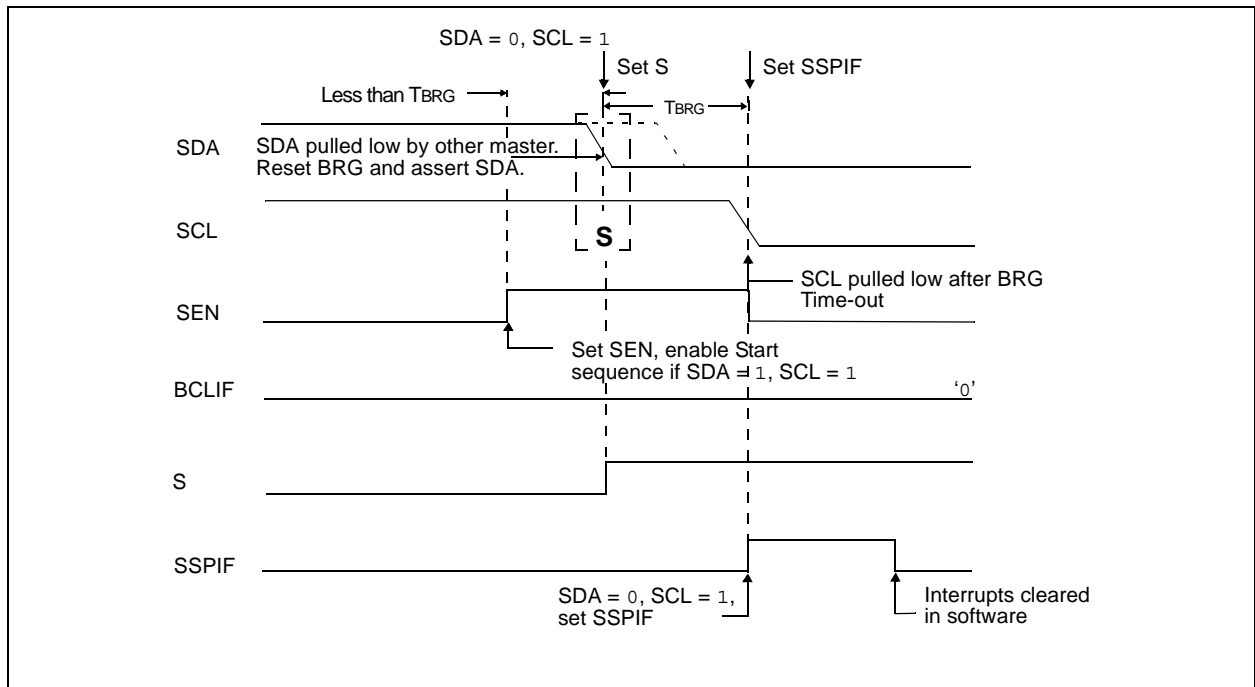 SDA = 0, SCL = 1
Set S
Set SSPIF
Less than TBRG
TBRG
SDA
SDA pulled low by other master.
Reset BRG and assert SDA.
SCL
S
SCL pulled low after BRG
Time-out
SEN
Set SEN, enable Start
sequence if SDA = 1, SCL = 1
BCLIF
‘0’
S
SSPIF
SDA = 0, SCL = 1,
set SSPIF
Interrupts cleared
in software